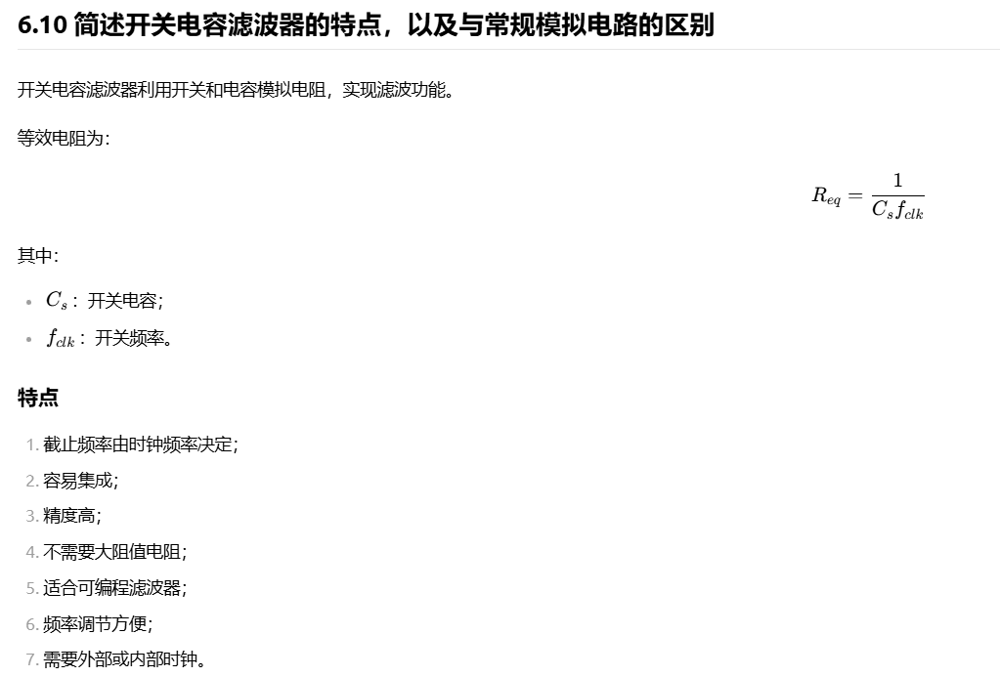 6.10 简述开关电容滤波器的特点，以及与常规模拟电路的区别
开关电容滤波器利用开关和电容模拟电阻，实现滤波功能。
等效电阻为：
R_{eq} = \frac{1}{C_s f_{clk}}
其中：
• C_s：开关电容；
• f_{clk}：开关频率。
特点
1. 截止频率由时钟频率决定；
2. 容易集成；
3. 精度高；
4. 不需要大阻值电阻；
5. 适合可编程滤波器；
6. 频率调节方便；
7. 需要外部或内部时钟。